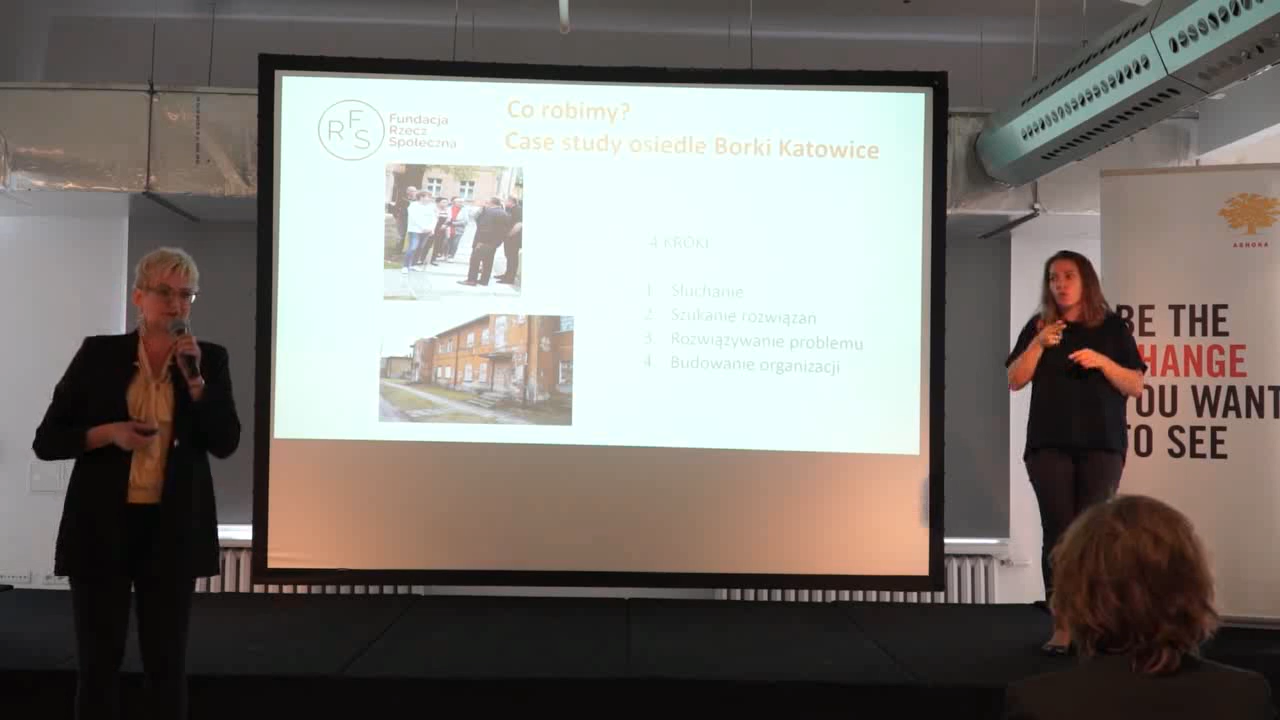 RFS
Fundacja
Rzecz
Społeczna
Co robimy?
Case study osiedle Borki Katowice
4 KROKI
1. Słuchanie
2. Szukanie rozwiązań
3. Rozwiązywanie problemu
4. Budowanie organizacji
ASHOKA
BE THE
CHANGE
YOU WANT
TO SEE